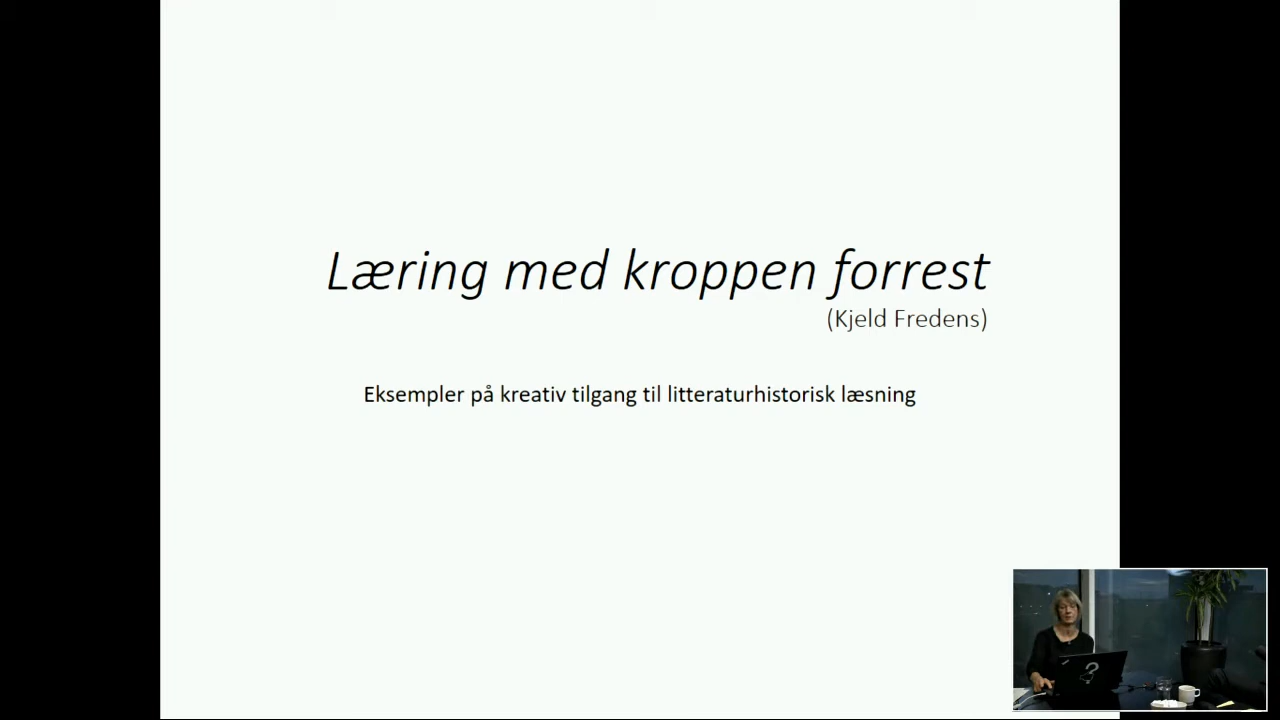 Læring med kroppen forrest
(Kjeld Fredens)
Eksempler på kreativ tilgang til litteraturhistorisk læsning
?